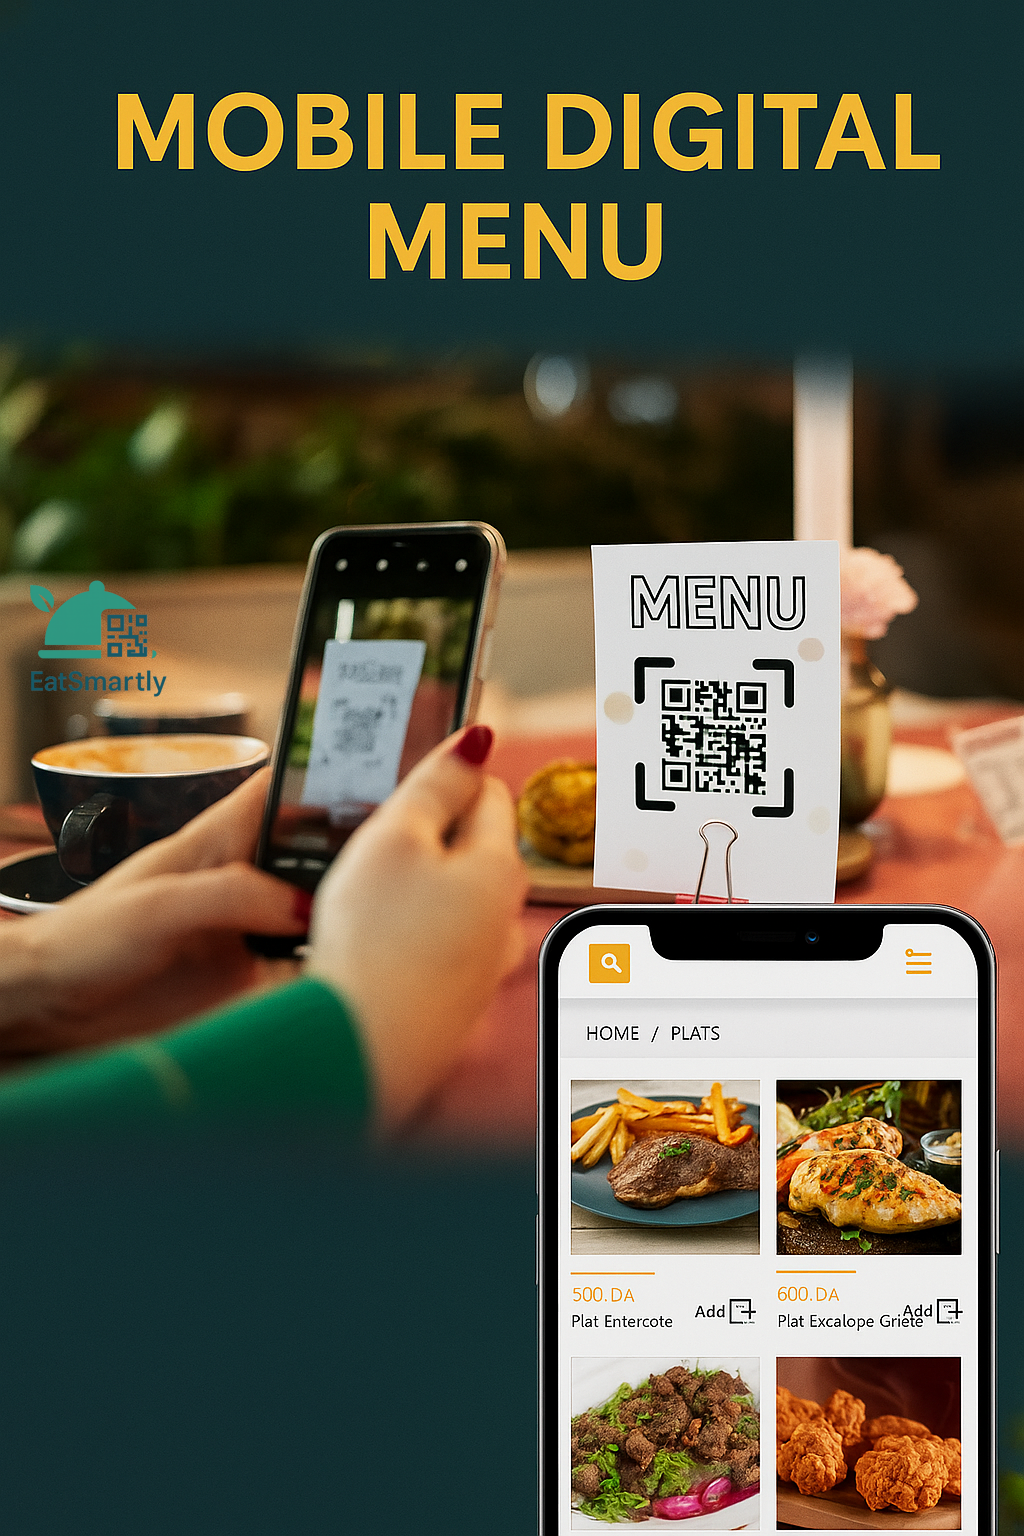 MOBILE DIGITAL
MENU
EatSmartly
MENU
HOME / PLATS
500.DA
Plat Entercote
Add
600.DA
Plat Excalope Griete
Add